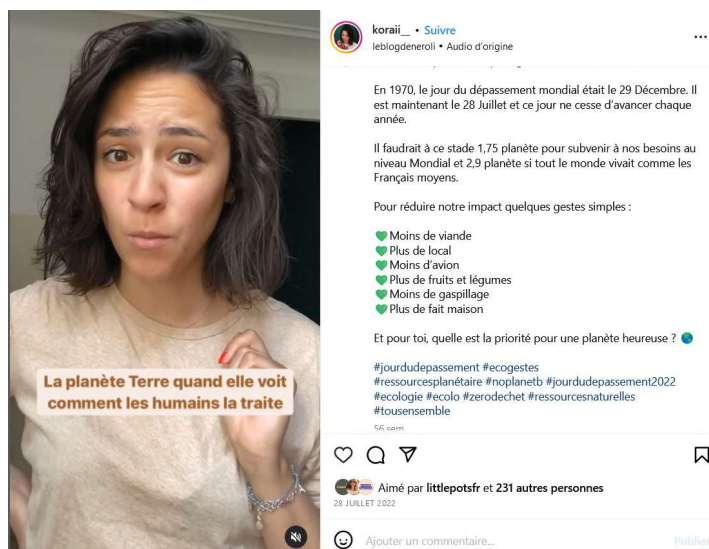 koraii__ • Suivre
leblogdeneroli • Audio d'origine
En 1970, le jour du dépassement mondial était le 29 Décembre. Il
est maintenant le 28 Juillet et ce jour ne cesse d'avancer chaque
année.
Il faudrait à ce stade 1,75 planète pour subvenir à nos besoins au
niveau Mondial et 2,9 planète si tout le monde vivait comme les
Français moyens.
Pour réduire notre impact quelques gestes simples :
💚 Moins de viande
💚 Plus de local
💚 Moins d'avion
💚 Plus de fruits et légumes
💚 Moins de gaspillage
💚 Plus de fait maison
Et pour toi, quelle est la priorité pour une planète heureuse ? 🌎
#jourdudepassement #ecogestes
#ressourcesplanétaire #noplanetb #jourdudepassement2022
#ecologie #ecolo #zerodechet #ressourcesnaturelles
#tousensemble
56 sem
La planète Terre quand elle voit
comment les humains la traite
Aimé par littlepotsfr et 231 autres personnes
28 JUILLET 2022
Ajouter un commentaire...
Publier